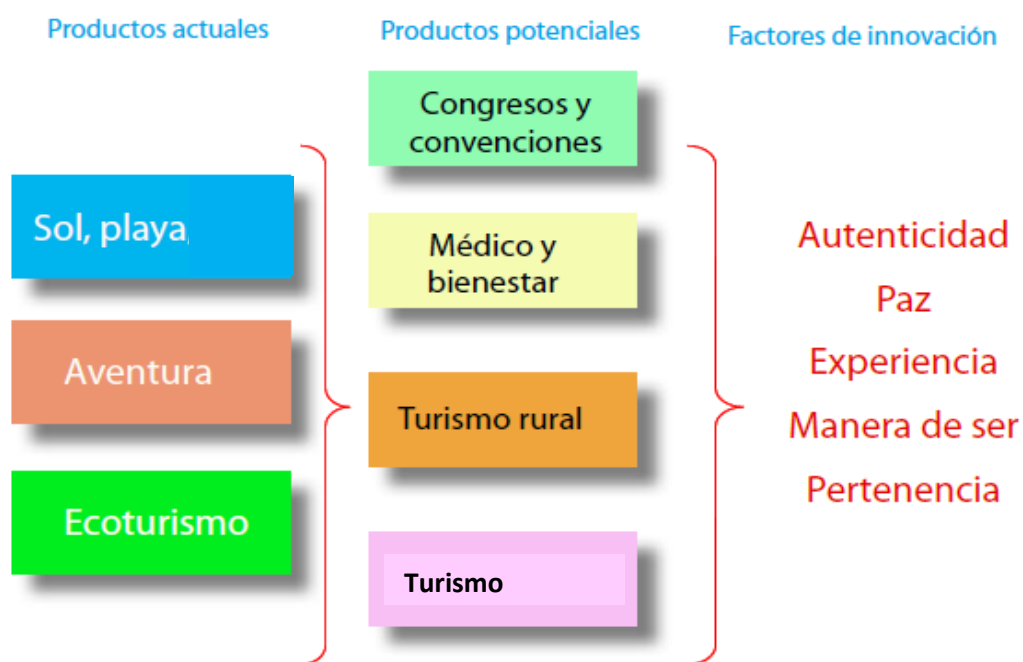 Productos actuales
Productos potenciales
Factores de innovación
Sol, playa,
Aventura
Ecoturismo
Congresos y
convenciones
Médico y
bienestar
Turismo rural
Turismo
Autenticidad
Paz
Experiencia
Manera de ser
Pertenencia